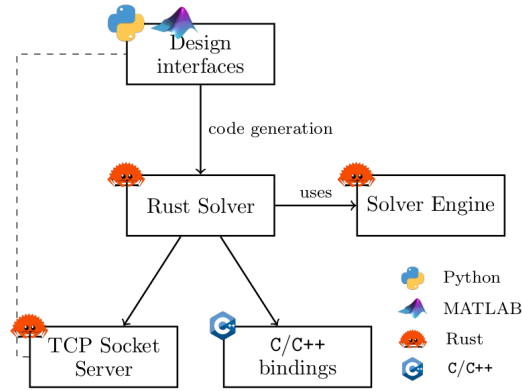 Design
interfaces
code generation
Rust Solver
uses
Solver Engine
TCP Socket
Server
C/C++
bindings
Python
MATLAB
Rust
C/C++